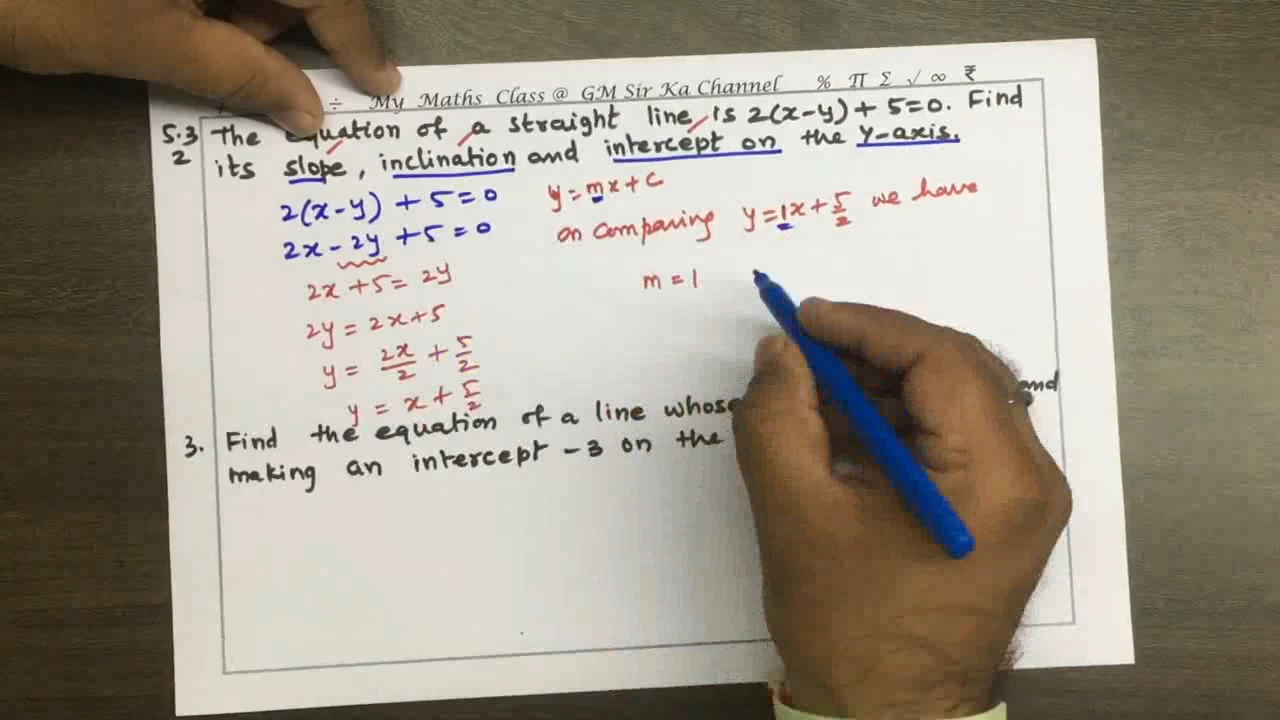 ÷ My Maths Class @ GM Sir Ka Channel % Π Σ √ ∞ ₹
5.3 The equation of a straight line is 2(x-y) + 5 = 0. Find
2 its slope, inclination and intercept on the y-axis.
2(x-y) + 5 = 0
2x - 2y + 5 = 0
2x + 5 = 2y
2y = 2x + 5
y = 2x/2 + 5/2
y = x + 5/2
y = mx + c
on comparing y = 1x + 5/2 we have
m = 1
3. Find the equation of a line whose and
making an intercept -3 on the